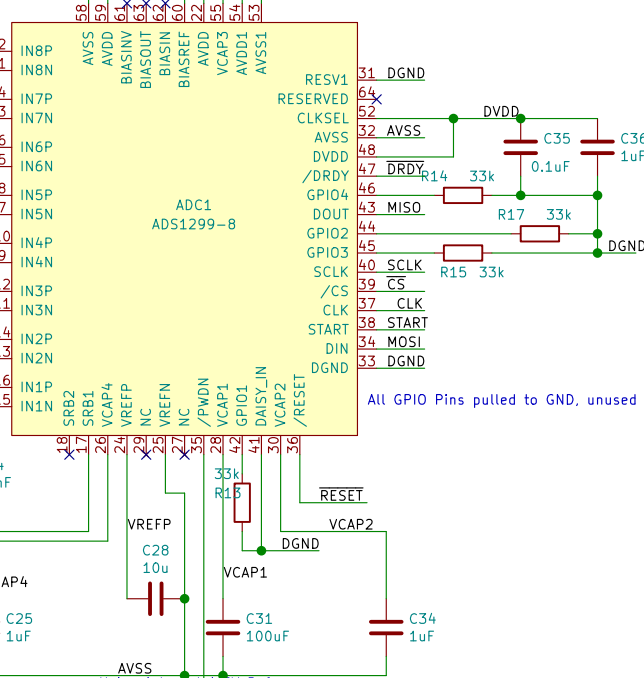 58 59 61 63 62 60 22 55 54 53
AVSS
AVDD
BIASINV
BIASOUT
BIASIN
BIASREF
AVDD
VCAP3
AVDD1
AVSS1
IN8P
IN8N
IN7P
IN7N
IN6P
IN6N
IN5P
IN5N
IN4P
IN4N
IN3P
IN3N
IN2P
IN2N
IN1P
IN1N
ADC1
ADS1299-8
RESV1 31 DGND
RESERVED 64
CLKSEL 52 DVDD
AVSS 32 AVSS
DVDD 48
/DRDY 47 DRDY
GPIO4 46 R14 33k
DOUT 43 MISO
GPIO2 44 R17 33k
GPIO3 45 R15 33k
SCLK 40 SCLK
/CS 39 CS
CLK 37 CLK
START 38 START
DIN 34 MOSI
DGND 33 DGND
C35
0.1uF
C36
1uF
DGND
All GPIO Pins pulled to GND, unused
SRB2
SRB1
VCAP4
VREFP
NC
VREFN
NC
/PWDN
VCAP1
GPIO1
DAISY_IN
VCAP2
/RESET
18 17 26 24 29 25 27 35 28 42 41 30 36
33k
R13
RESET
VREFP
VCAP2
DGND
C28
10u
VCAP1
AP4
C25
1uF
C31
100uF
C34
1uF
AVSS